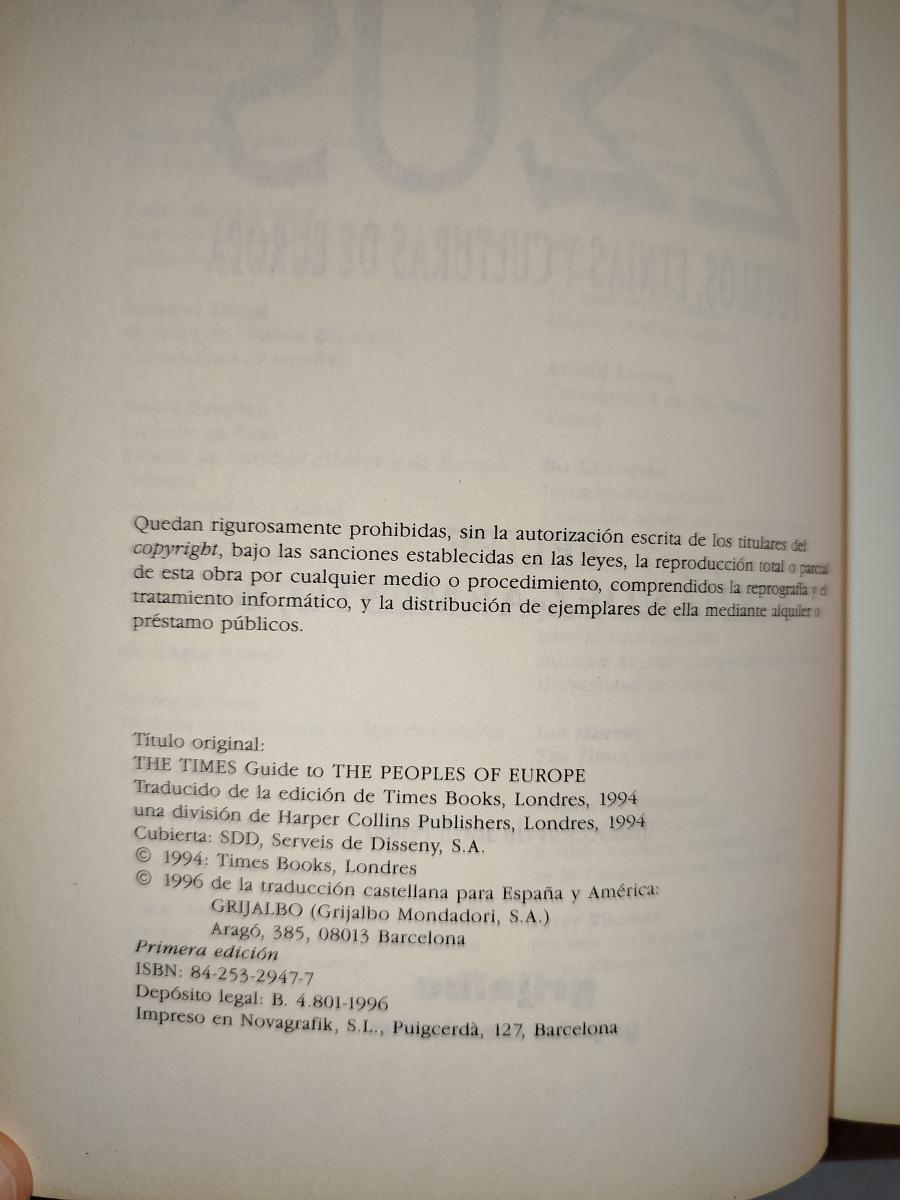 Quedan rigurosamente prohibidas, sin la autorización escrita de los titulares del
copyright, bajo las sanciones establecidas en las leyes, la reproducción total o parcial
de esta obra por cualquier medio o procedimiento, comprendidos la reprografía y el
tratamiento informático, y la distribución de ejemplares de ella mediante alquiler o
préstamo públicos.
Título original:
THE TIMES Guide to THE PEOPLES OF EUROPE
Traducido de la edición de Times Books, Londres, 1994
una división de Harper Collins Publishers, Londres, 1994
Cubierta: SDD, Serveis de Disseny, S.A.
© 1994: Times Books, Londres
© 1996 de la traducción castellana para España y América:
GRIJALBO (Grijalbo Mondadori, S.A.)
Aragó, 385, 08013 Barcelona
Primera edición
ISBN: 84-253-2947-7
Depósito legal: B. 4.801-1996
Impreso en Novagrafik, S.L., Puigcerdà, 127, Barcelona